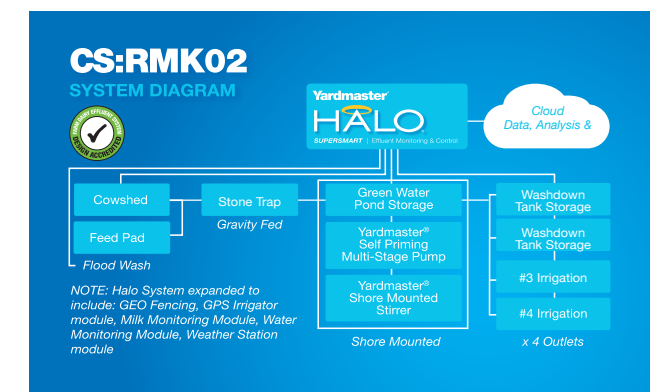 CS:RMK02
SYSTEM DIAGRAM
DESIGN ACCREDITED
Yardmaster®
HALO®
SUPERSMART | Effluent Monitoring & Control
Cloud
Data, Analysis &
Cowshed
Feed Pad
Flood Wash
Stone Trap
Gravity Fed
Green Water
Pond Storage
Yardmaster®
Self Priming
Multi-Stage Pump
Yardmaster®
Shore Mounted
Stirrer
Shore Mounted
Washdown
Tank Storage
Washdown
Tank Storage
#3 Irrigation
#4 Irrigation
x 4 Outlets
NOTE: Halo System expanded to
include: GEO Fencing, GPS Irrigator
module, Milk Monitoring Module, Water
Monitoring Module, Weather Station
module